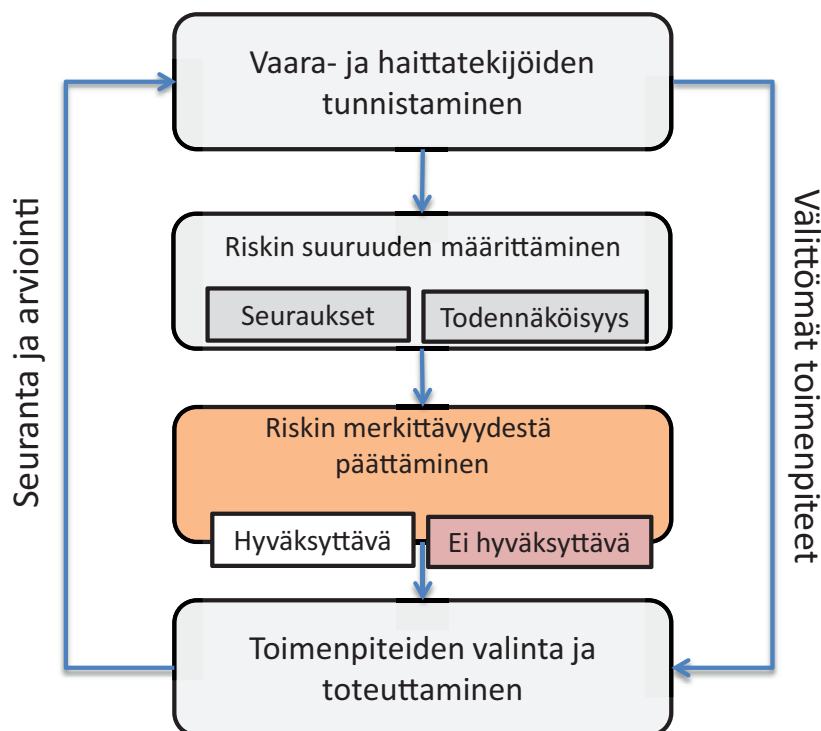 Vaara- ja haittatekijöiden
tunnistaminen
Riskin suuruuden määrittäminen
Seuraukset
Todennäköisyys
Riskin merkittävyydestä
päättäminen
Hyväksyttävä
Ei hyväksyttävä
Toimenpiteiden valinta ja
toteuttaminen
Seuranta ja arviointi
Välittömät toimenpiteet